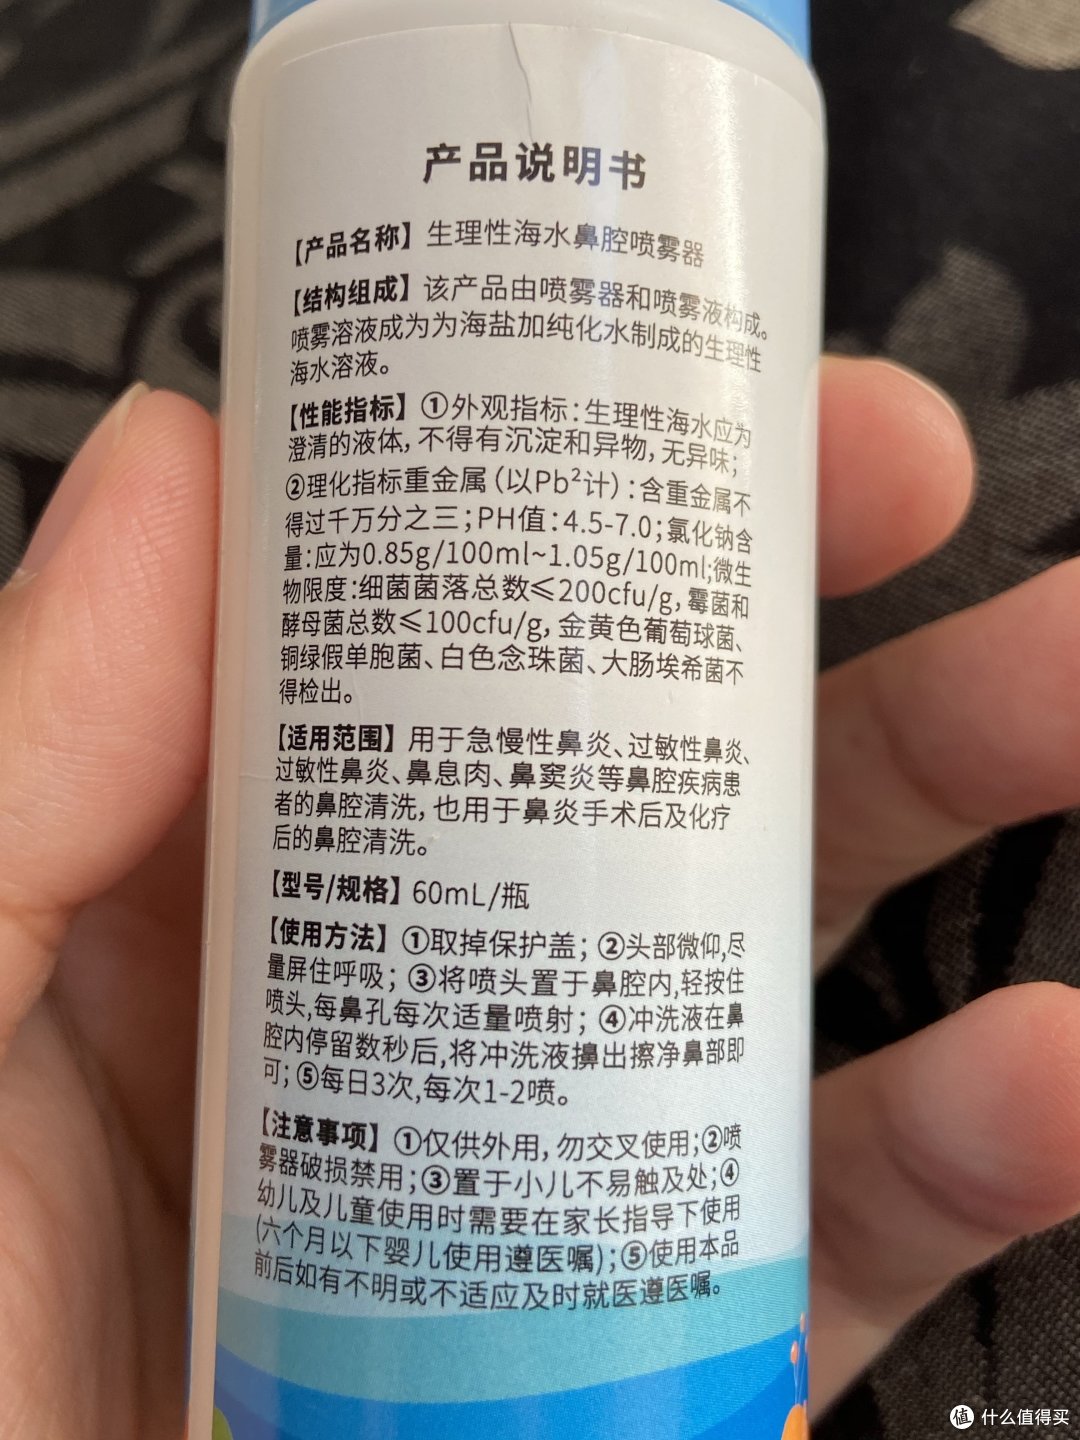 产品说明书
【产品名称】生理性海水鼻腔喷雾器
【结构组成】该产品由喷雾器和喷雾液构成。
喷雾溶液成为为海盐加纯化水制成的生理性
海水溶液。
【性能指标】①外观指标：生理性海水应为
澄清的液体，不得有沉淀和异物，无异味；
②理化指标重金属（以Pb²计）：含重金属不
得过千万分之三；PH值：4.5-7.0；氯化钠含
量：应为0.85g/100ml~1.05g/100ml;微生
物限度：细菌菌落总数≤200cfu/g，霉菌和
酵母菌总数≤100cfu/g，金黄色葡萄球菌、
铜绿假单胞菌、白色念珠菌、大肠埃希菌不
得检出。
【适用范围】用于急慢性鼻炎、过敏性鼻炎、
过敏性鼻炎、鼻息肉、鼻窦炎等鼻腔疾病患
者的鼻腔清洗，也用于鼻炎手术后及化疗
后的鼻腔清洗。
【型号/规格】60mL/瓶
【使用方法】①取掉保护盖；②头部微仰,尽
量屏住呼吸；③将喷头置于鼻腔内,轻按住
喷头,每鼻孔每次适量喷射；④冲洗液在鼻
腔内停留数秒后,将冲洗液擤出擦净鼻部即
可；⑤每日3次,每次1-2喷。
【注意事项】①仅供外用，勿交叉使用;②喷
雾器破损禁用；③置于小儿不易触及处;④
幼儿及儿童使用时需要在家长指导下使用
(六个月以下婴儿使用遵医嘱);⑤使用本品
前后如有不明或不适应及时就医遵医嘱。
值 什么值得买